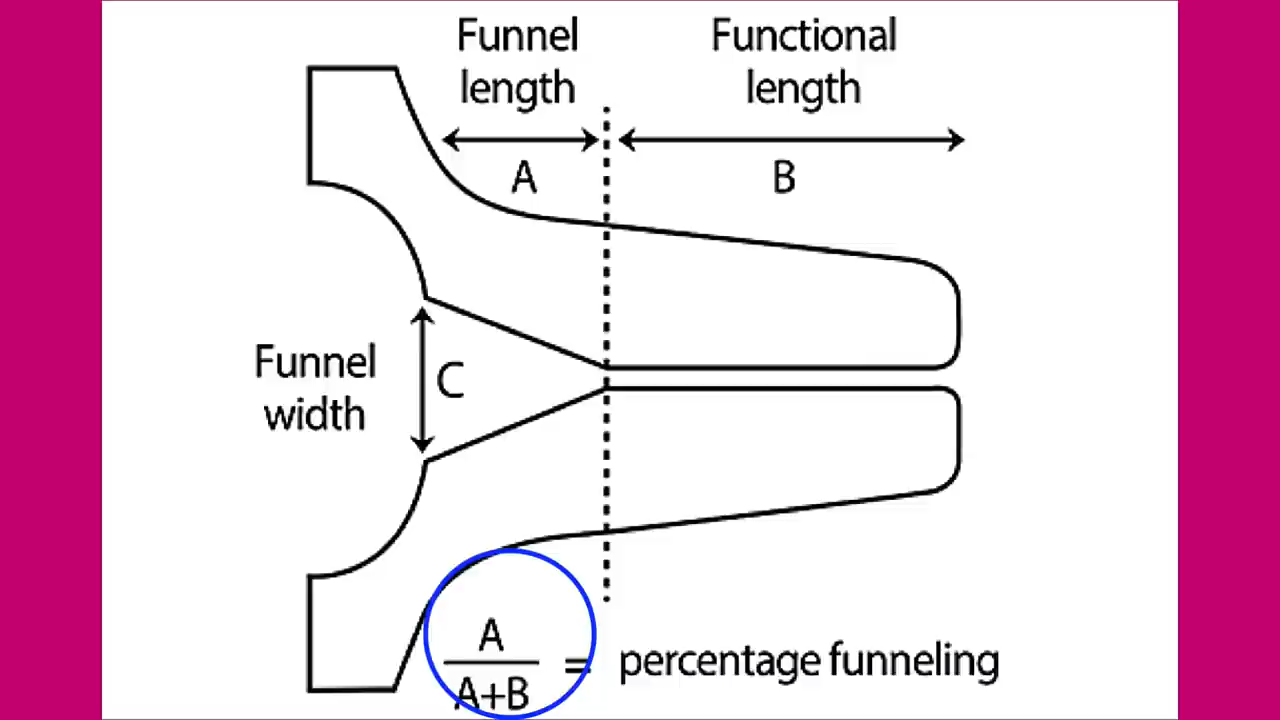 Funnel
length
Functional
length
A
B
Funnel
width
C
A
A+B
= percentage funneling